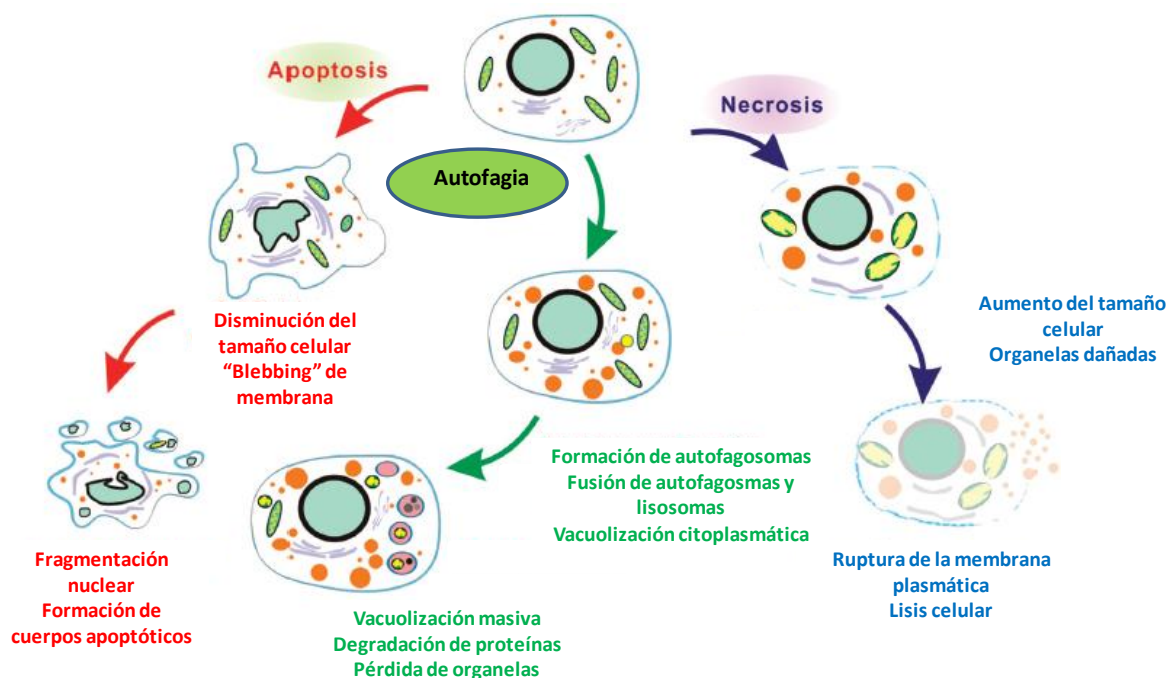 Apoptosis
Necrosis
Autofagia
Disminución del
tamaño celular
“Blebbing” de
membrana
Aumento del tamaño
celular
Organelas dañadas
Formación de autofagosomas
Fusión de autofagosmas y
lisosomas
Vacuolización citoplasmática
Fragmentación
nuclear
Formación de
cuerpos apoptóticos
Vacuolización masiva
Degradación de proteínas
Pérdida de organelas
Ruptura de la membrana
plasmática
Lisis celular